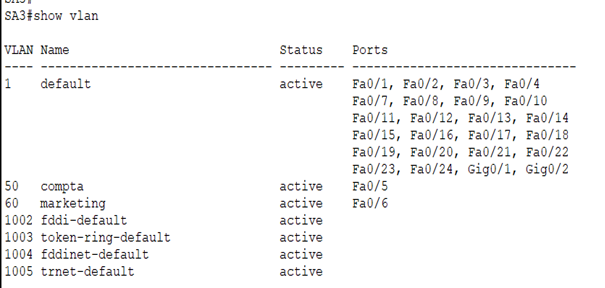 SA3#
SA3#show vlan
VLAN Name Status Ports
---- -------------------------------- --------- -------------------------------
1 default active Fa0/1, Fa0/2, Fa0/3, Fa0/4
Fa0/7, Fa0/8, Fa0/9, Fa0/10
Fa0/11, Fa0/12, Fa0/13, Fa0/14
Fa0/15, Fa0/16, Fa0/17, Fa0/18
Fa0/19, Fa0/20, Fa0/21, Fa0/22
Fa0/23, Fa0/24, Gig0/1, Gig0/2
50 compta active Fa0/5
60 marketing active Fa0/6
1002 fddi-default active
1003 token-ring-default active
1004 fddinet-default active
1005 trnet-default active